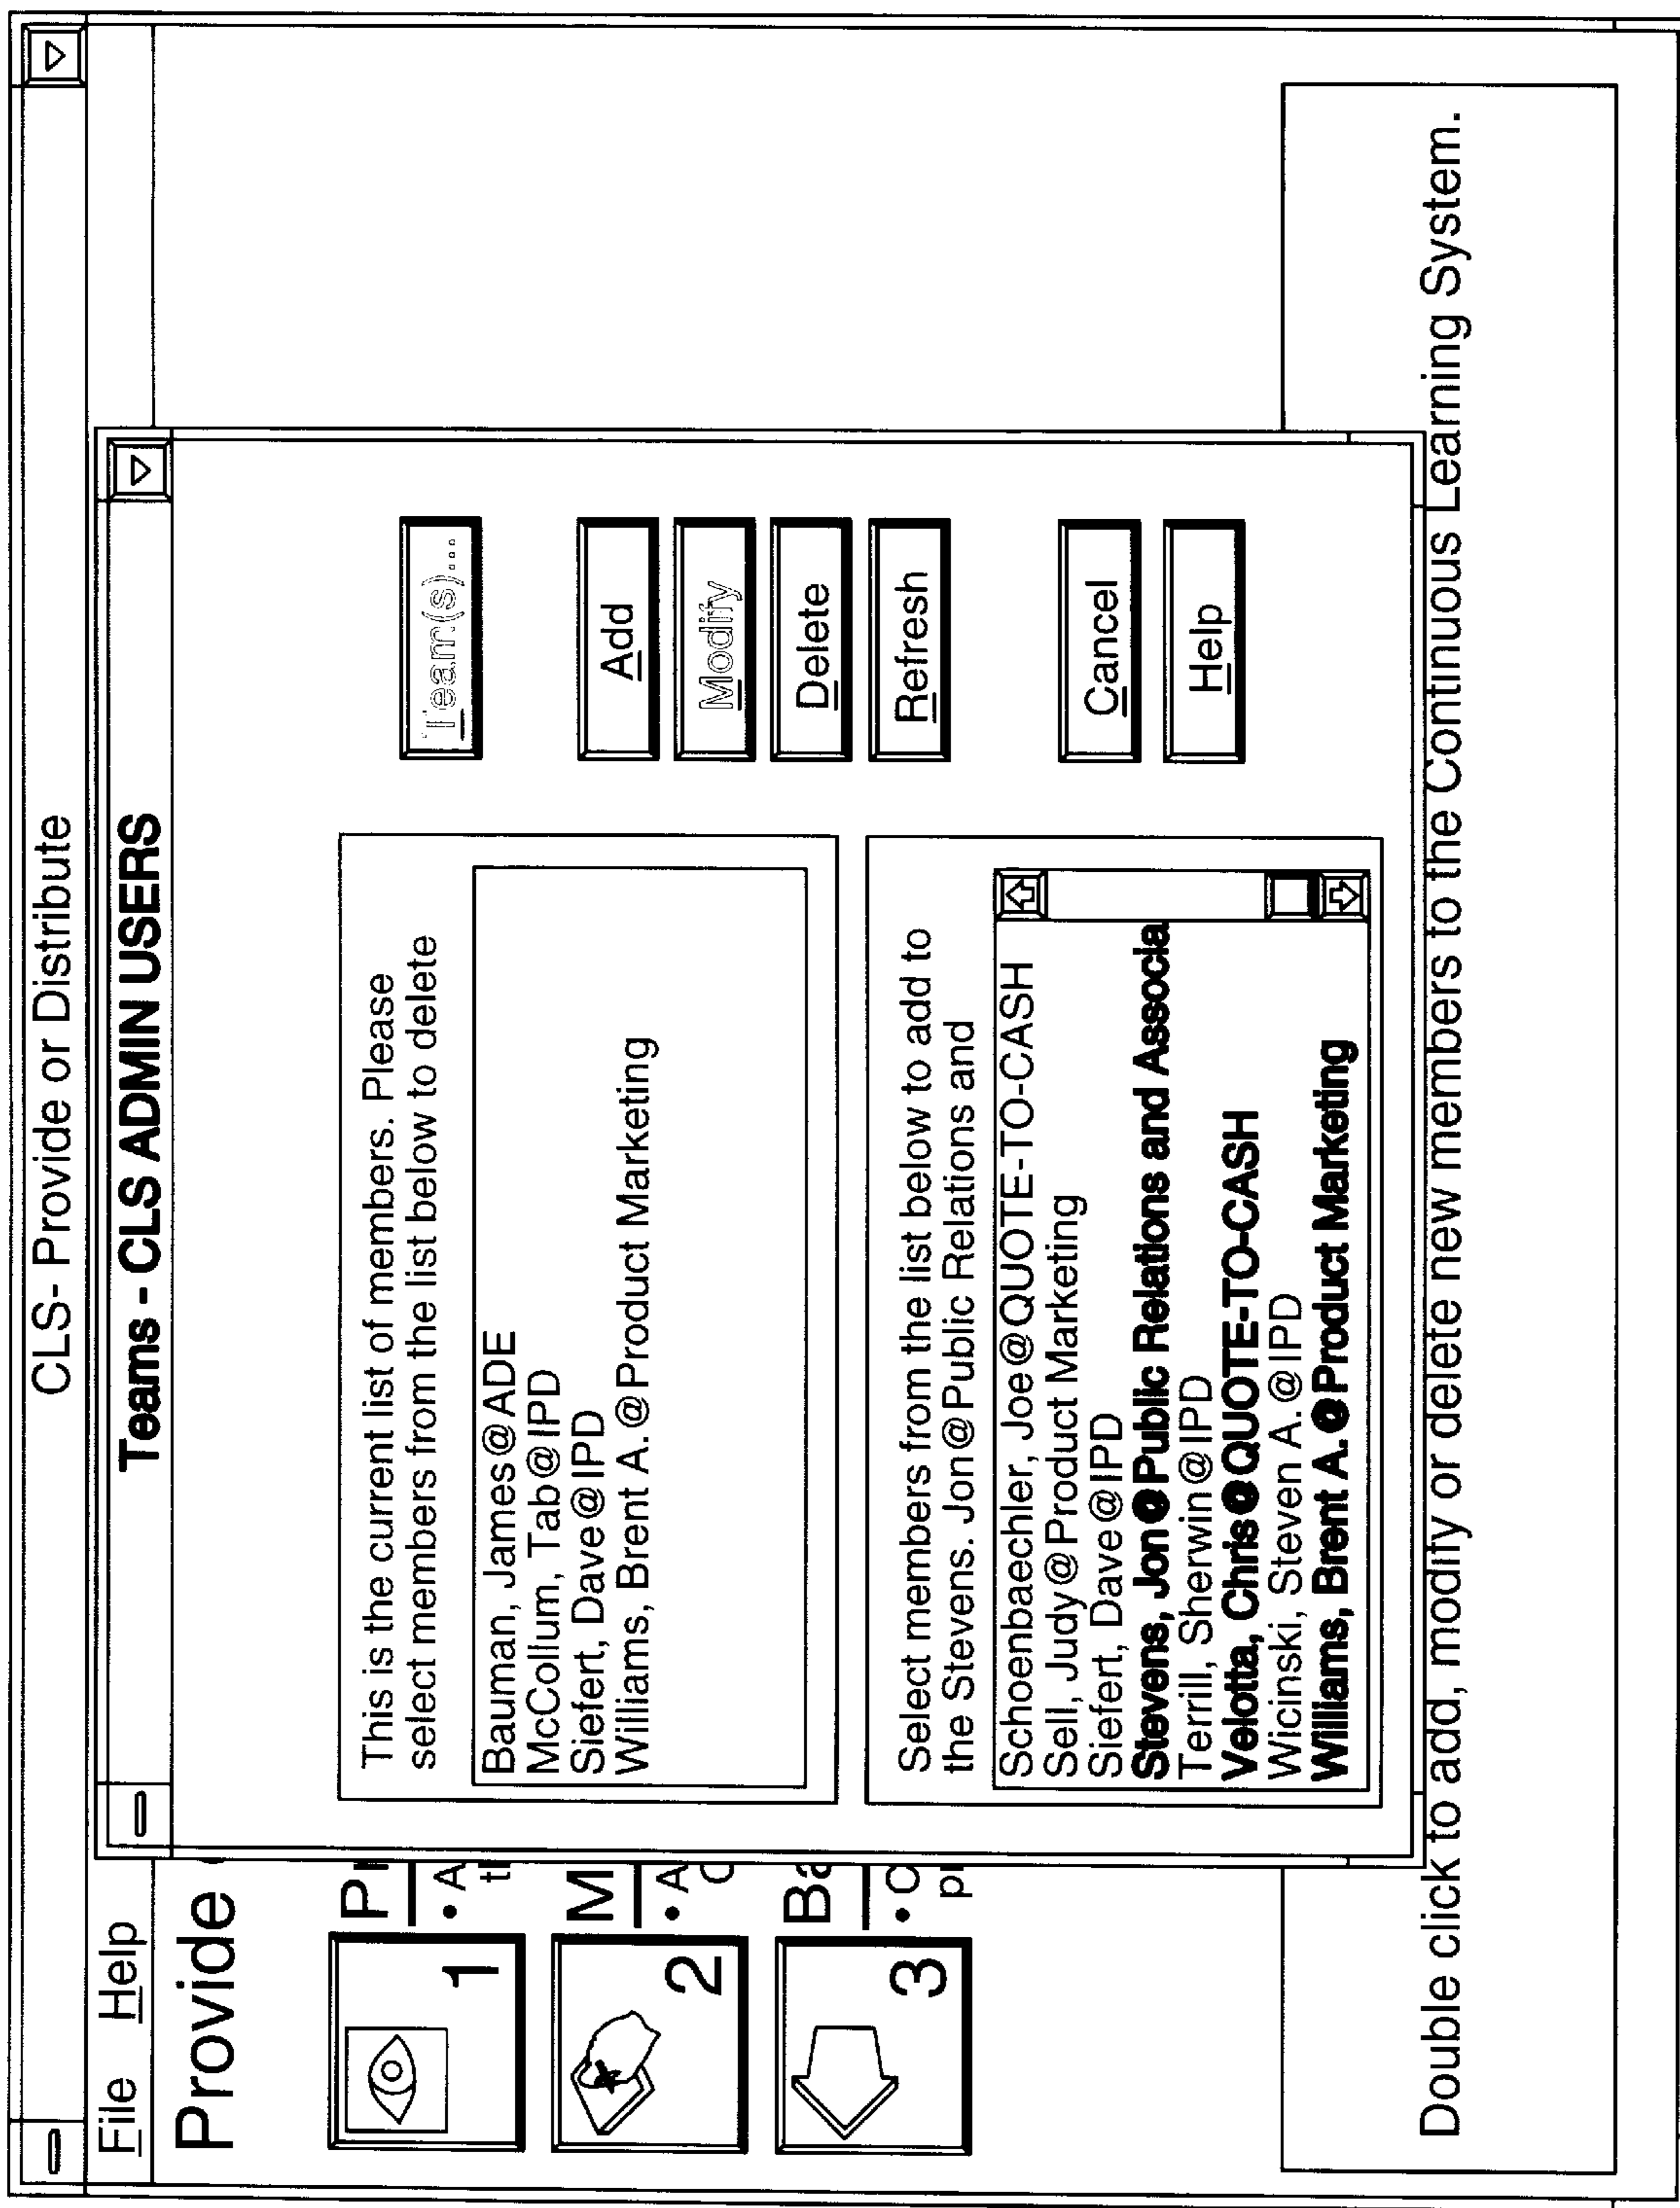 CLS- Provide or Distribute
File Help
Provide
Teams - CLS ADMIN USERS
1
2
3
This is the current list of members. Please
select members from the list below to delete
Bauman, James@ADE
McCollum, Tab@IPD
Siefert, Dave@IPD
Williams, Brent A.@Product Marketing
Select members from the list below to add to
the Stevens. Jon@Public Relations and
Schoenbaechler, Joe@QUOTE-TO-CASH
Sell, Judy@Product Marketing
Siefert, Dave@IPD
Stevens, Jon@Public Relations and Associa
Terrill, Sherwin@IPD
Velotta, Chris@QUOTE-TO-CASH
Wicinski, Steven A.@IPD
Williams, Brent A.@Product Marketing
Team(s)...
Add
Modify
Delete
Refresh
Cancel
Help
Double click to add, modify or delete new members to the Continuous Learning System.